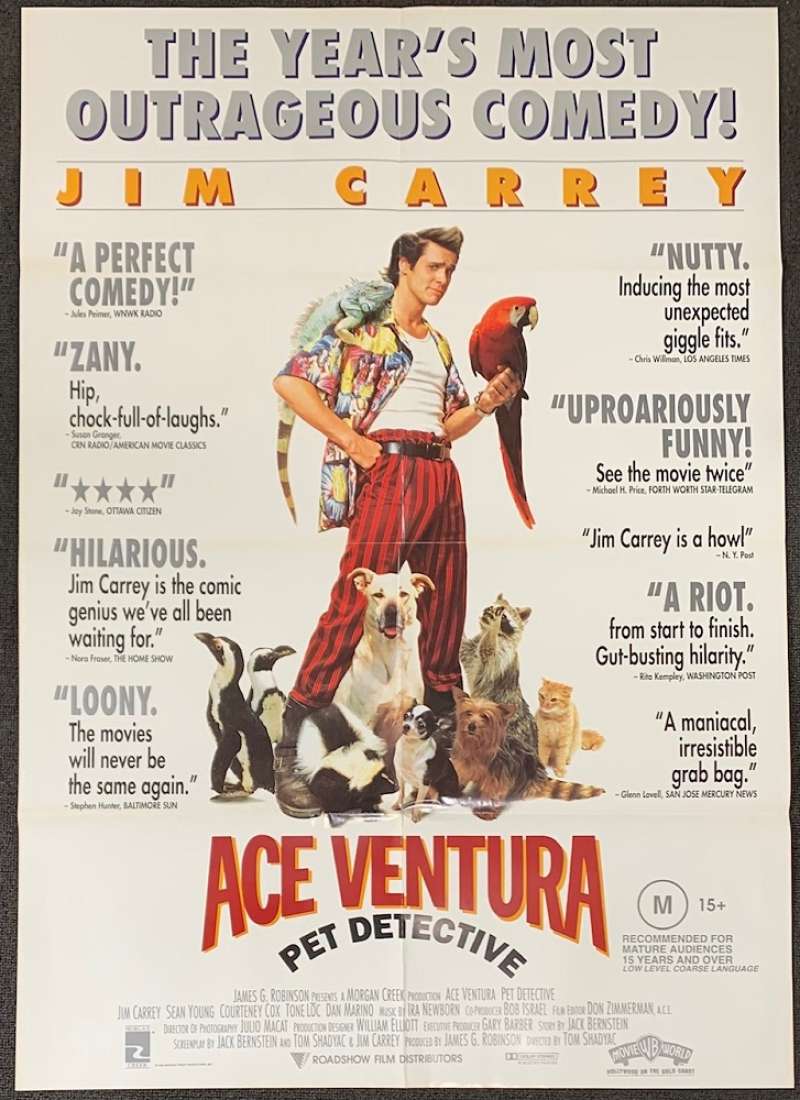 THE YEAR'S MOST
OUTRAGEOUS COMEDY!
JIM CARREY
"A PERFECT
COMEDY!"
– Jules Peimer, WNWK RADIO
"ZANY.
Hip,
chock-full-of-laughs."
– Susan Granger,
CRN RADIO/AMERICAN MOVIE CLASSICS
"★★★★"
– Jay Stone, OTTAWA CITIZEN
"HILARIOUS.
Jim Carrey is the comic
genius we've all been
waiting for."
– Nora Fraser, THE HOME SHOW
"LOONY.
The movies
will never be
the same again."
– Stephen Hunter, BALTIMORE SUN
"NUTTY.
Inducing the most
unexpected
giggle fits."
– Chris Willman, LOS ANGELES TIMES
"UPROARIOUSLY
FUNNY!
See the movie twice"
– Michael H. Price, FORTH WORTH STAR-TELEGRAM
"Jim Carrey is a howl"
– N. Y. Post
"A RIOT.
from start to finish.
Gut-busting hilarity."
– Rita Kempley, WASHINGTON POST
"A maniacal,
irresistible
grab bag."
– Glenn Lovell, SAN JOSE MERCURY NEWS
ACE VENTURA
PET DETECTIVE
M 15+
RECOMMENDED FOR
MATURE AUDIENCES
15 YEARS AND OVER
LOW LEVEL COARSE LANGUAGE
JAMES G. ROBINSON PRESENTS A MORGAN CREEK PRODUCTION ACE VENTURA PET DETECTIVE
JIM CARREY SEAN YOUNG COURTENEY COX TONE LŌC DAN MARINO MUSIC BY IRA NEWBORN CO-PRODUCER BOB ISRAEL FILM EDITOR DON ZIMMERMAN, A.C.E.
DIRECTOR OF PHOTOGRAPHY JULIO MACAT PRODUCTION DESIGNER WILLIAM ELLIOTT EXECUTIVE PRODUCER GARY BARBER STORY BY JACK BERNSTEIN
SCREENPLAY BY JACK BERNSTEIN AND TOM SHADYAC & JIM CARREY PRODUCED BY JAMES G. ROBINSON DIRECTED BY TOM SHADYAC
MORGAN
CREEK
ROADSHOW FILM DISTRIBUTORS
DOLBY STEREO
MOVIE WB WORLD
HOLLYWOOD ON THE GOLD COAST